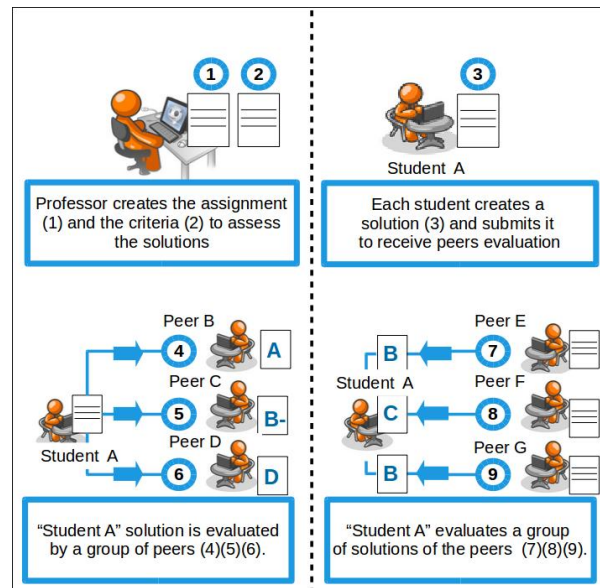 1 2
Professor creates the assignment
(1) and the criteria (2) to assess
the solutions
3
Student A
Each student creates a
solution (3) and submits it
to receive peers evaluation
Peer B
4 A
Peer C
5 B-
Peer D
6 D
Student A
“Student A” solution is evaluated
by a group of peers (4)(5)(6).
Peer E
B 7
Student A
Peer F
C 8
Peer G
B 9
“Student A” evaluates a group
of solutions of the peers (7)(8)(9).